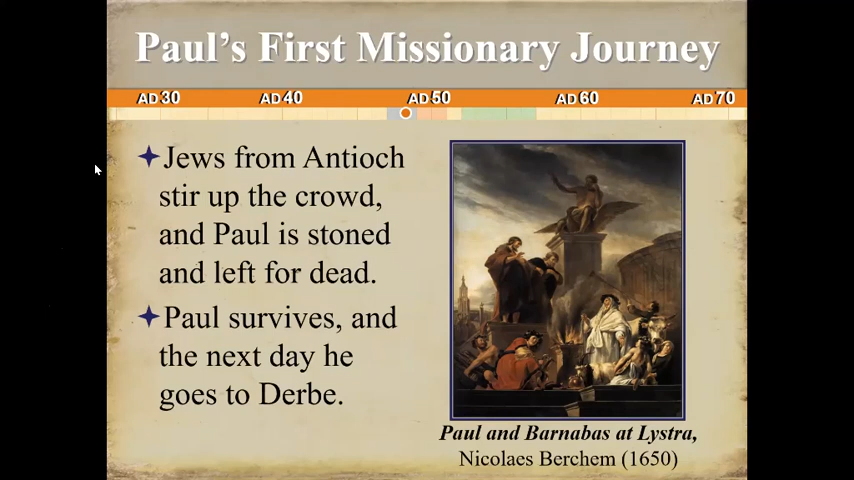 Paul's First Missionary Journey
AD 30 AD 40 AD 50 AD 60 AD 70
Jews from Antioch
stir up the crowd,
and Paul is stoned
and left for dead.
Paul survives, and
the next day he
goes to Derbe.
Paul and Barnabas at Lystra,
Nicolaes Berchem (1650)